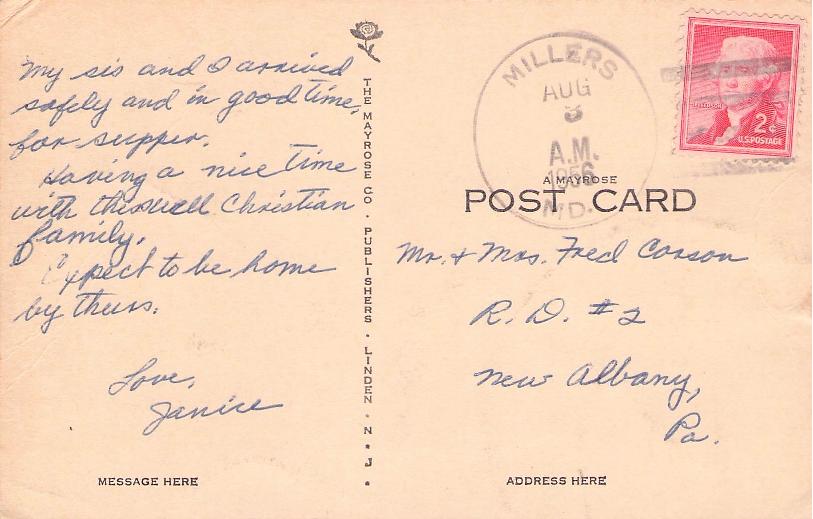 My sis and I arrived
safely and in good time,
for supper.
Having a nice time
with this well Christian
family.
Expect to be home
by thurs.
Love,
Janice
MESSAGE HERE
THE MAYROSE CO. PUBLISHERS LINDEN N.J.
MILLERS
AUG
A.M.
1956
MD.
JEFFERSON
2¢
U.S. POSTAGE
A MAYROSE
POST CARD
Mr. + Mrs. Fred Corson
R. D. #2
New Albany,
Pa.
ADDRESS HERE